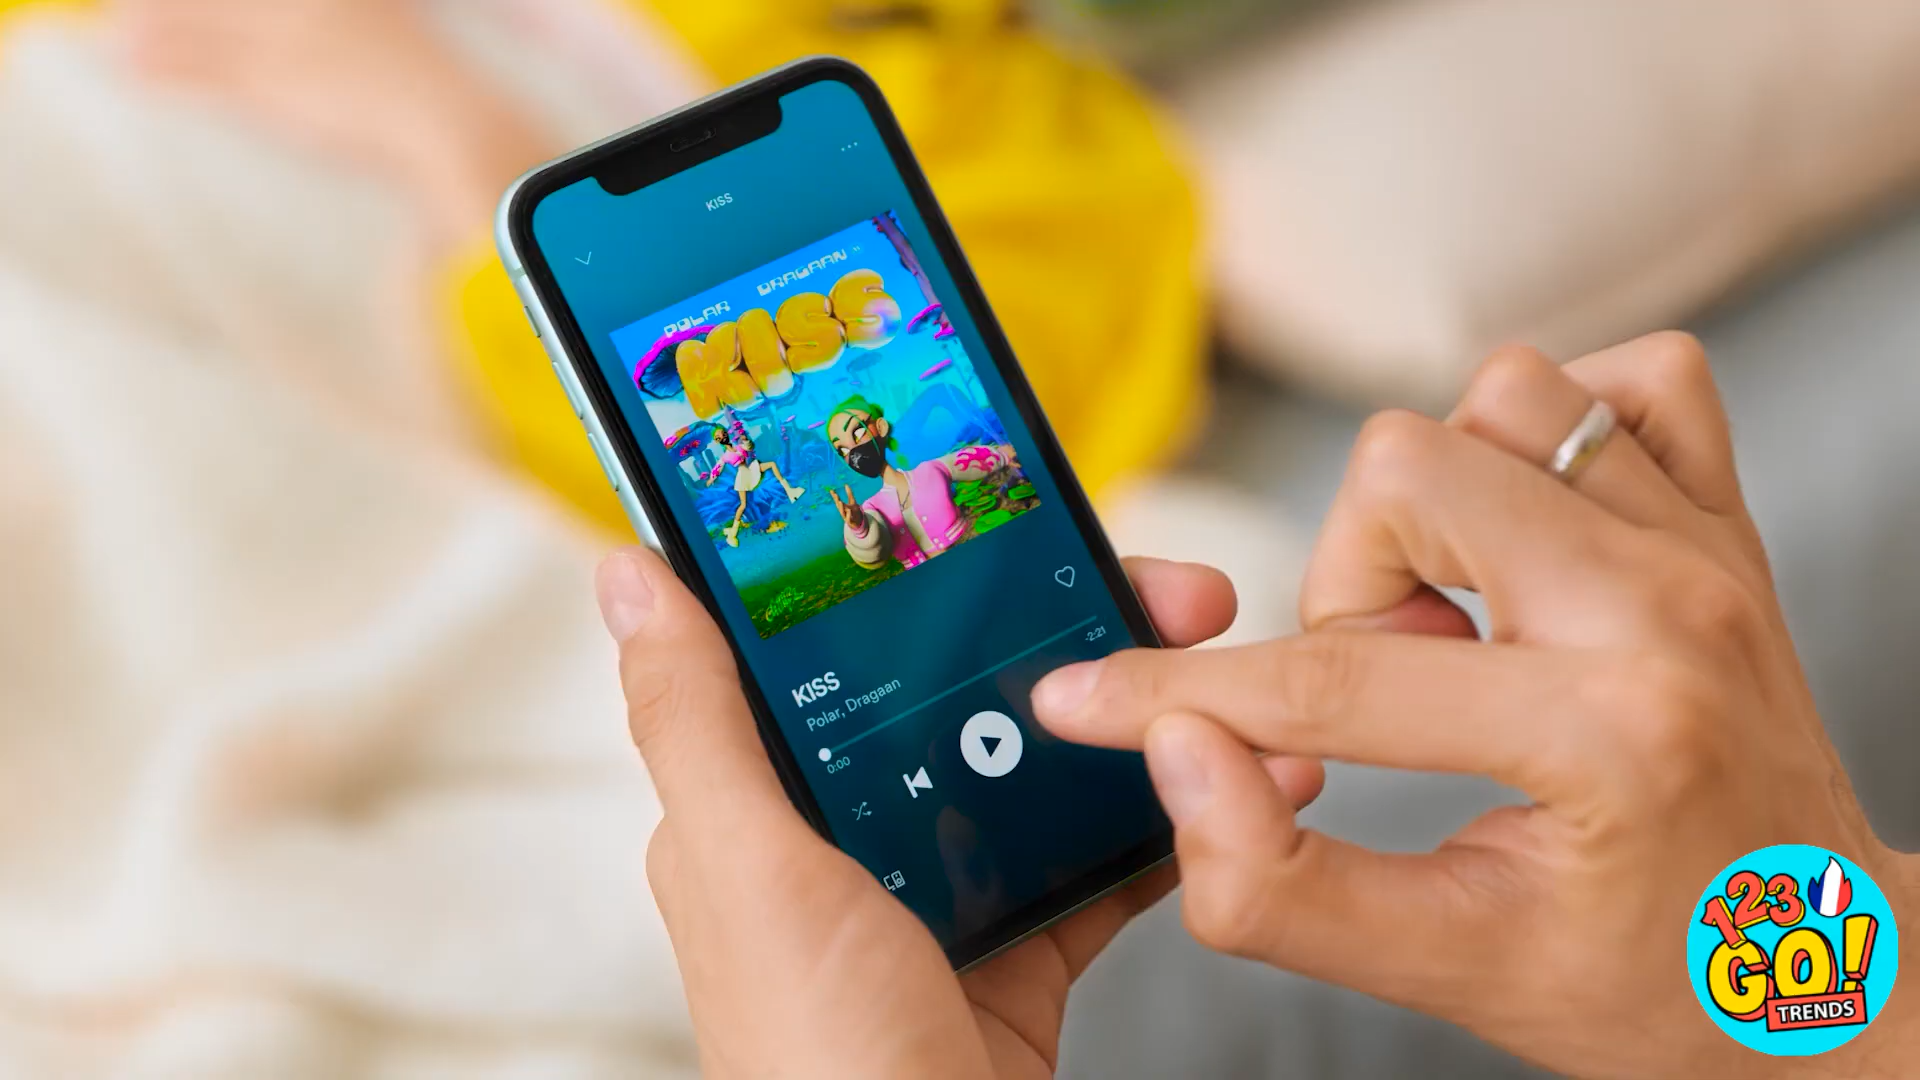 KISS
POLAR DRAGAAN
KISS
KISS
Polar, Dragaan
0:00
-2:21
123
GO!
TRENDS